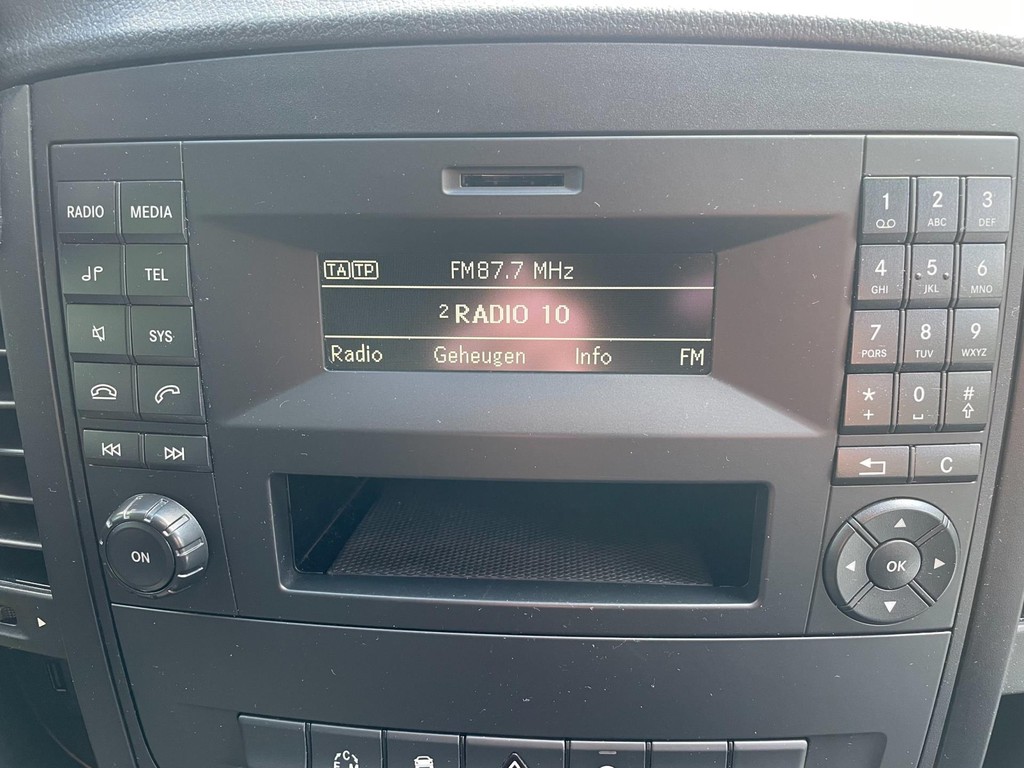 RADIO MEDIA
TEL
SYS
ON
TA TP FM87.7 MHz
2 RADIO 10
Radio Geheugen Info FM
1 2 ABC 3 DEF
4 GHI 5 JKL 6 MNO
7 PQRS 8 TUV 9 WXYZ
* + 0 #
C
OK